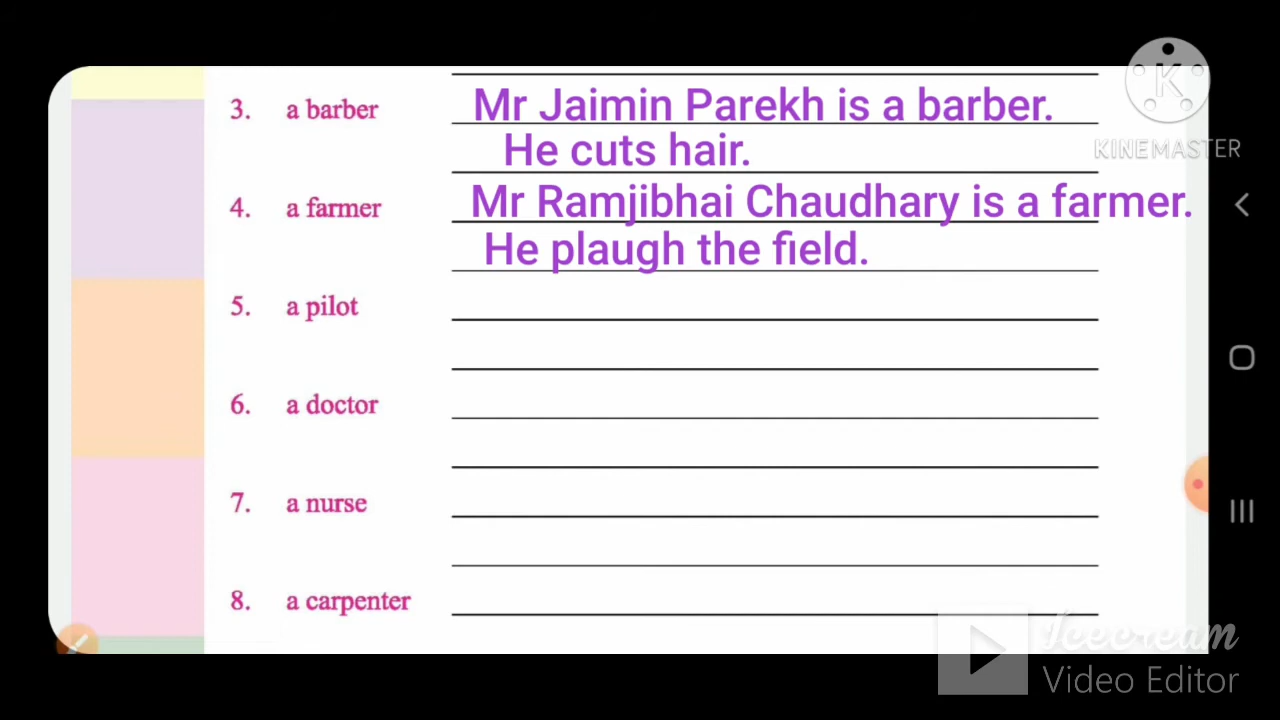 3. a barber Mr Jaimin Parekh is a barber.
He cuts hair.
KINEMASTER
4. a farmer Mr Ramjibhai Chaudhary is a farmer.
He plaugh the field.
5. a pilot
6. a doctor
7. a nurse
8. a carpenter
Icecream
Video Editor